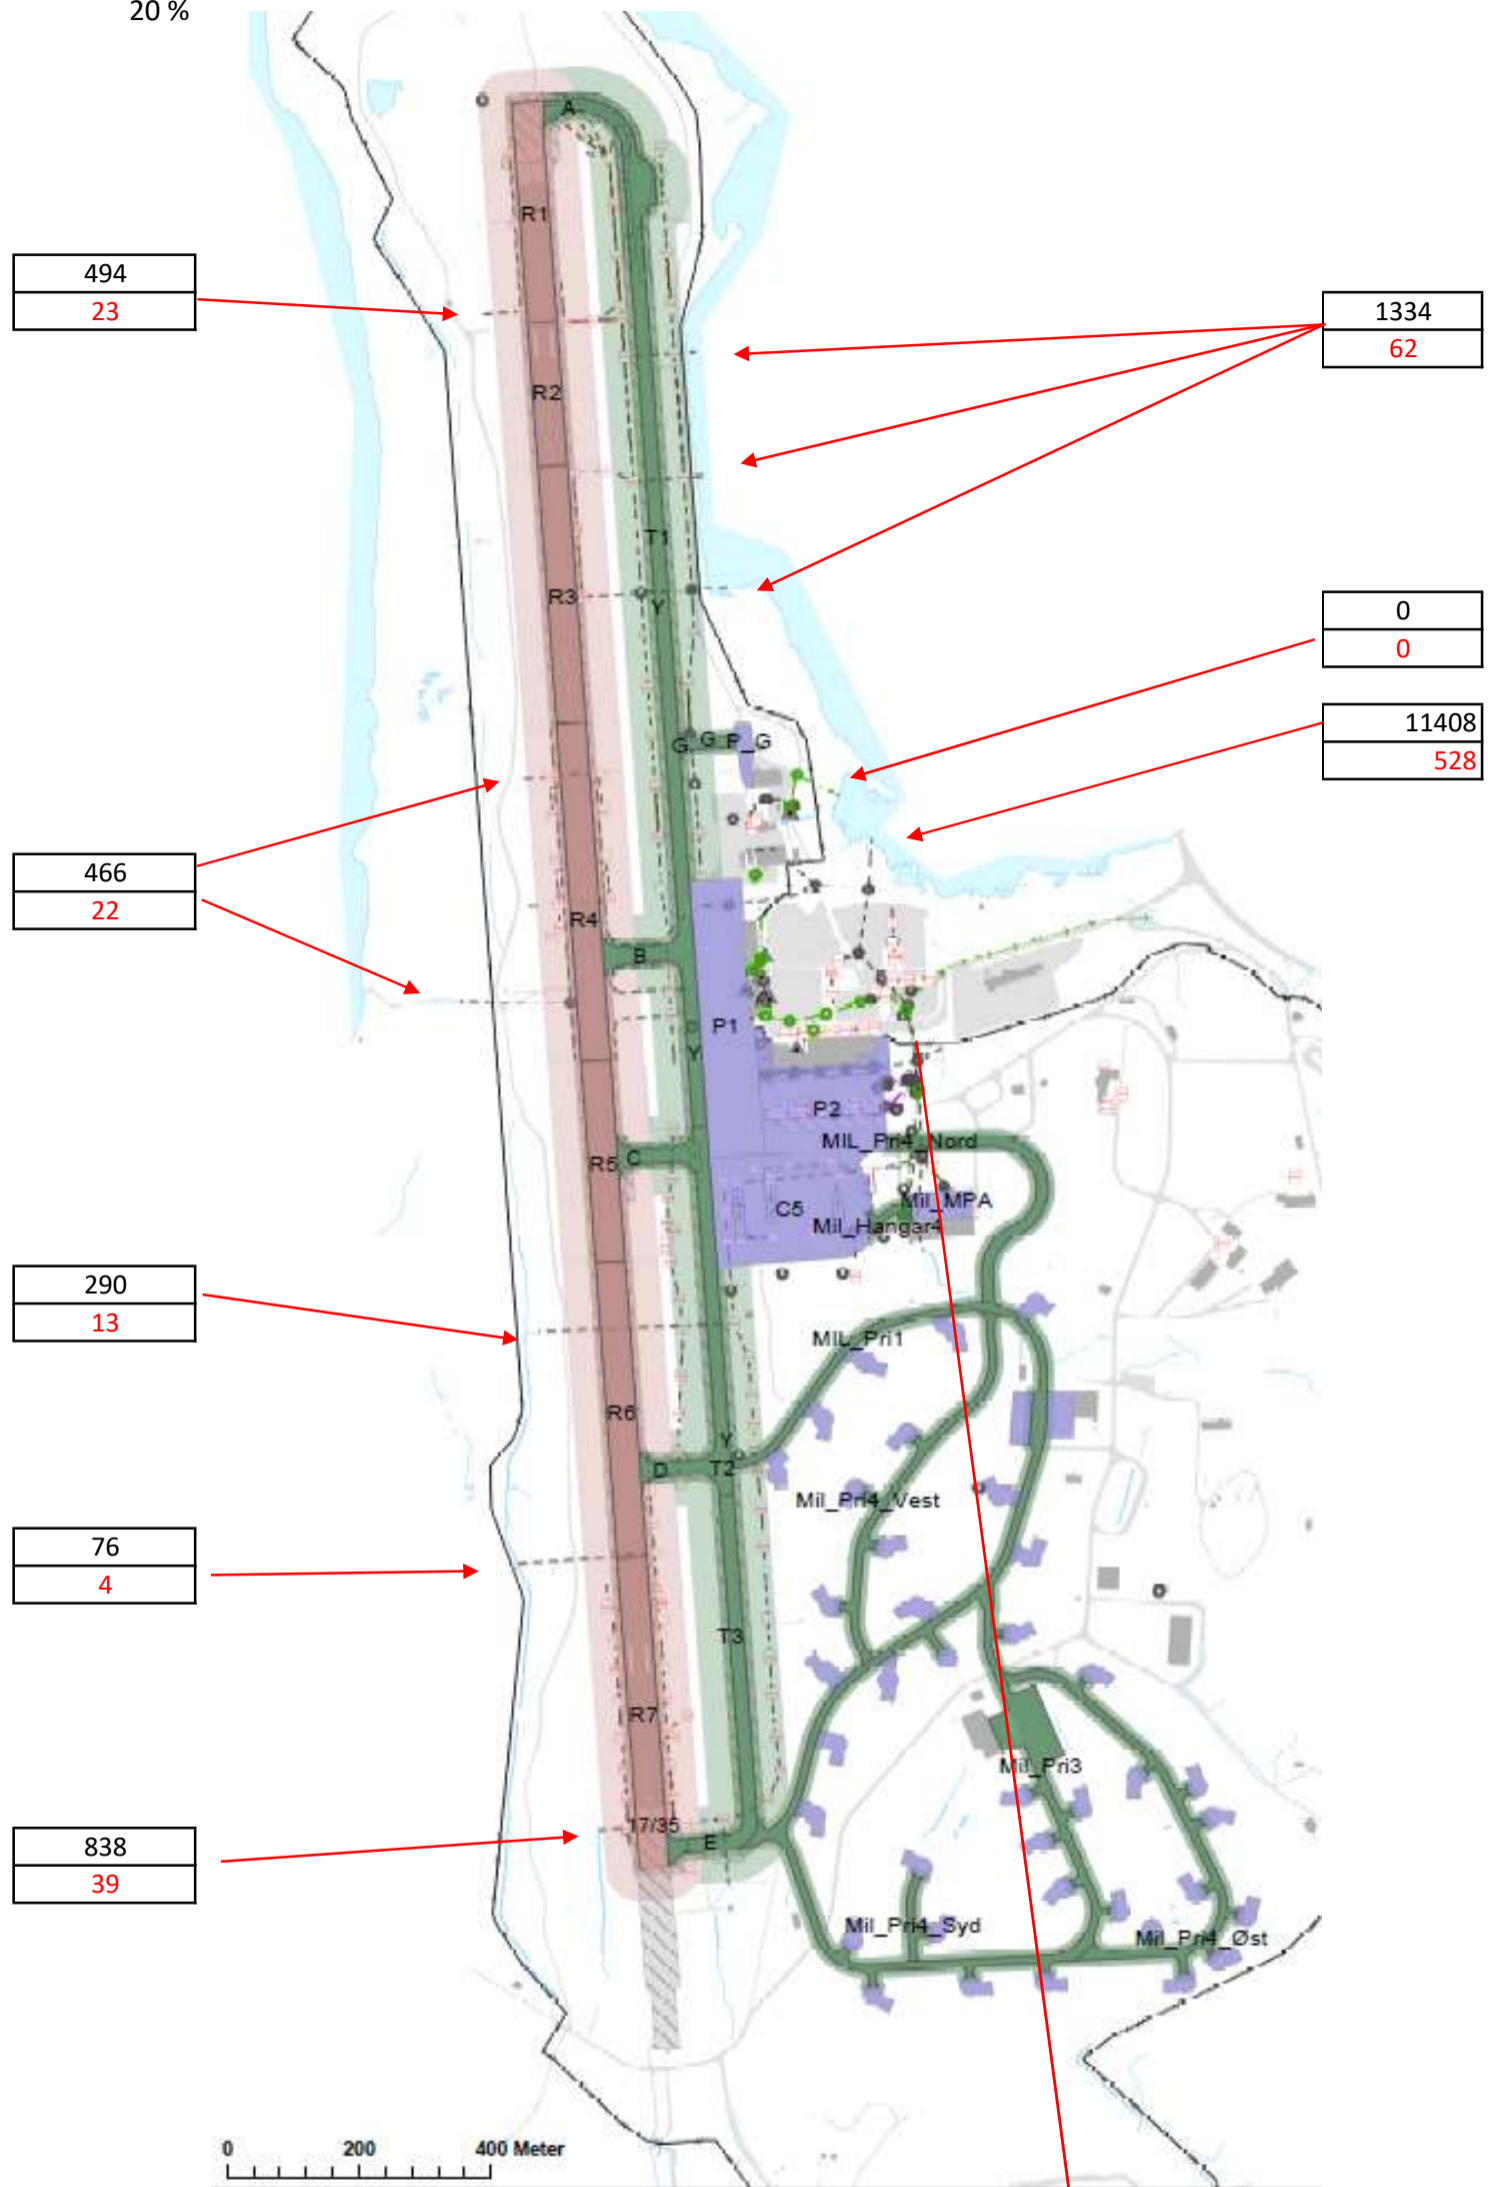 20 %
A
R1
494
23
1334
62
R2
T1
R3
Y
0
0
G G P_G
11408
528
466
22
R4
B
P1
D
Y
P2
MIL_Pri4_Nord
R5 C
Mil_MPA
C5
Mil_Hangar4
290
13
MIL_Pri1
R6
Y
D T2
Mil_Pri4_Vest
76
4
T3
R7
Mil_Pri3
17/35
E
838
39
Mil_Pri4_Syd
Mil_Pri4_Øst
0 200 400 Meter